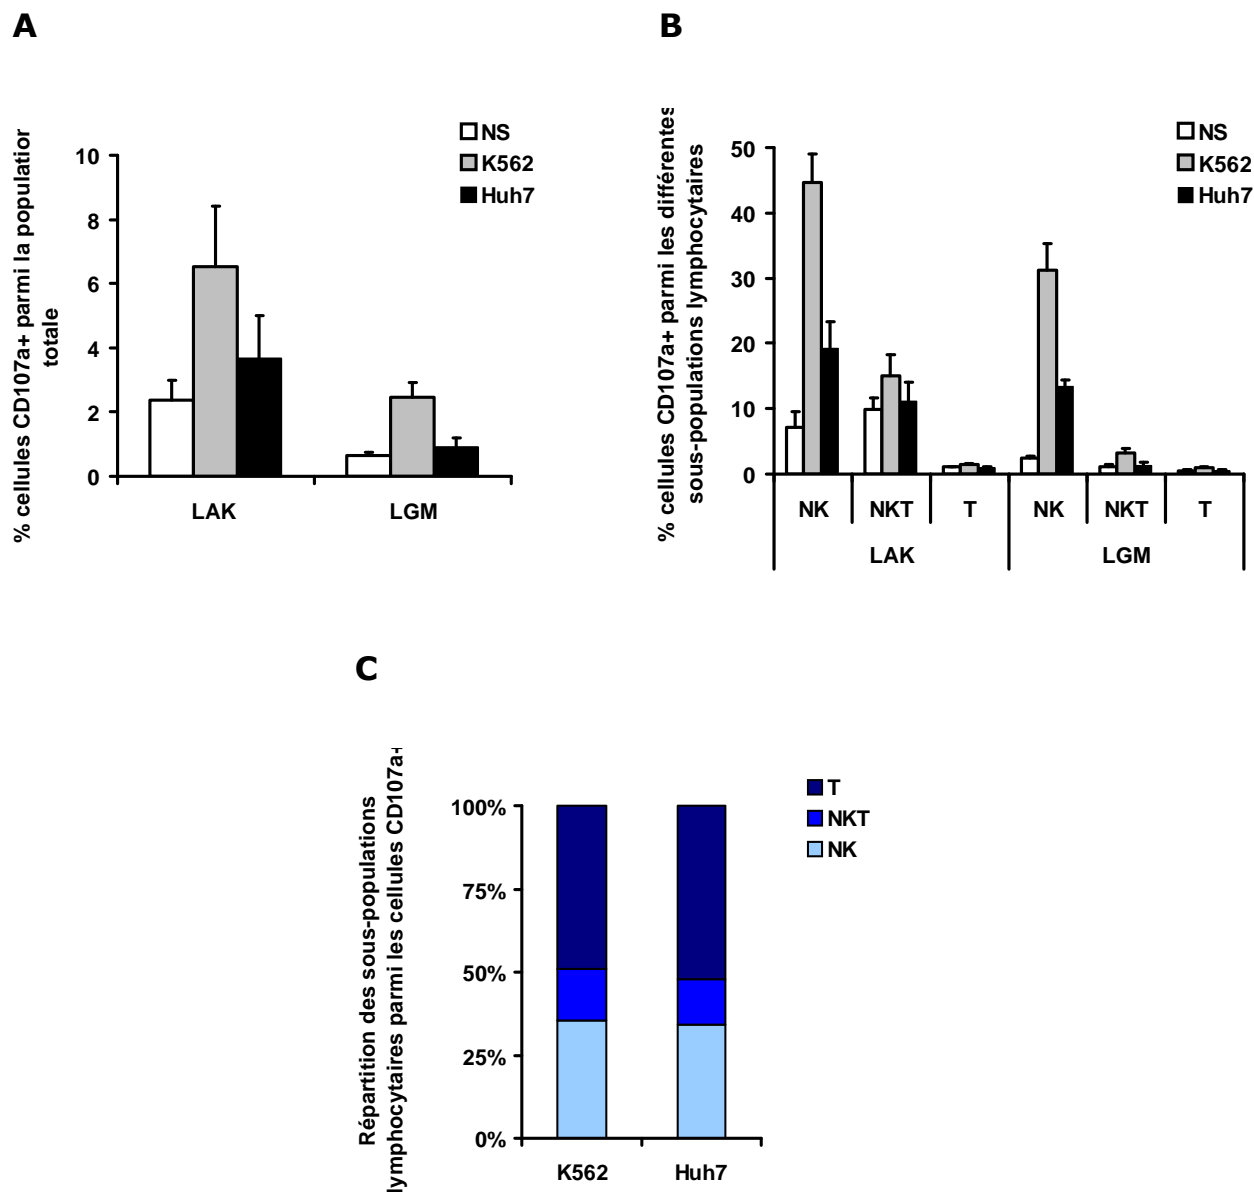 A
B
% cellules CD107a+ parmi la population
totale
10
8
6
4
2
0
NS
K562
Huh7
LAK
LGM
% cellules CD107a+ parmi les différentes
sous-populations lymphocytaires
50
40
30
20
10
0
NS
K562
Huh7
NK
NKT
T
NK
NKT
T
LAK
LGM
C
Répartition des sous-populations
lymphocytaires parmi les cellules CD107a+
100%
75%
50%
25%
0%
T
NKT
NK
K562
Huh7